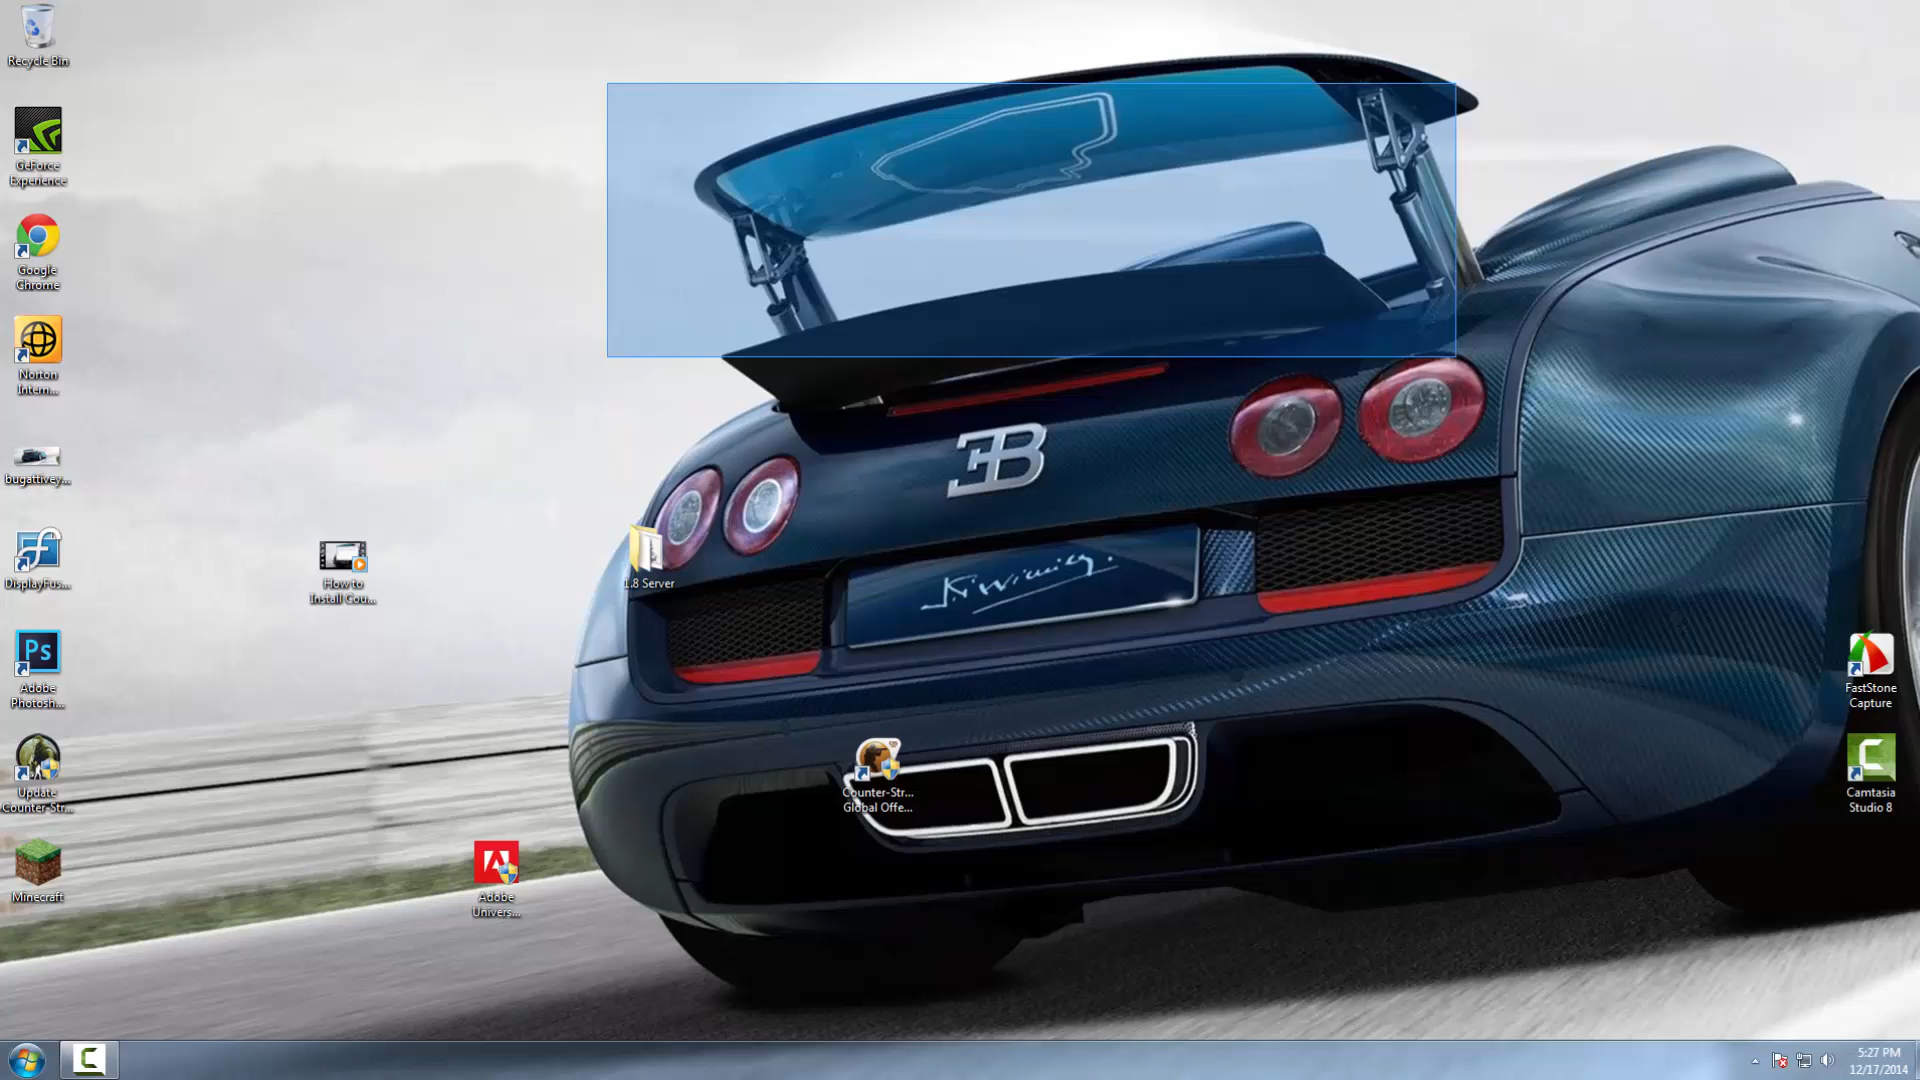 Recycle Bin
GeForce
Experience
Google
Chrome
Norton
Intern...
bugattivey...
DisplayFus...
Ps
Adobe
Photosh...
Update
Counter-Str...
Minecraft
How to
Install Cou...
1.8 Server
Counter-Str...
Global Offe...
Adobe
Univers...
FastStone
Capture
Camtasia
Studio 8
5:27 PM
12/17/2014